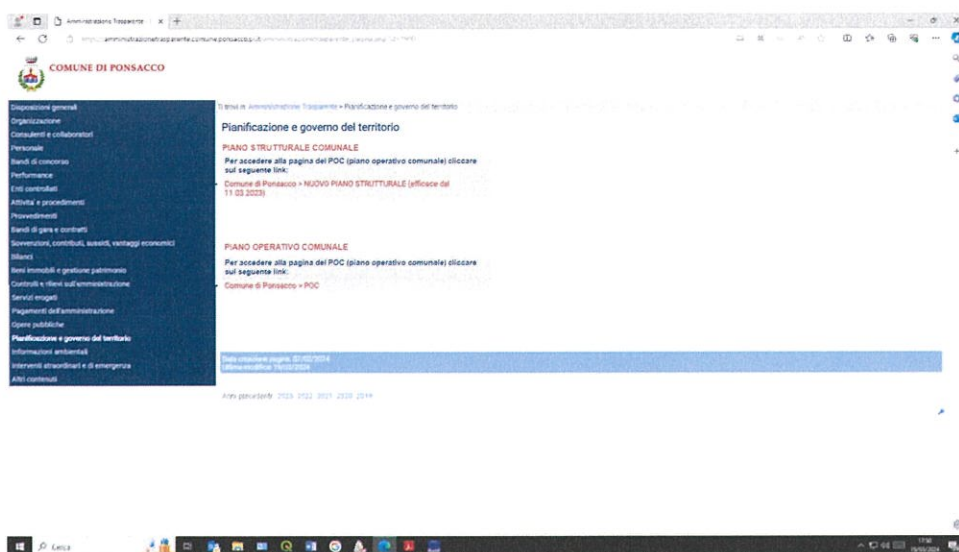 Amministrazione Trasparente
COMUNE DI PONSACCO
Disposizioni generali
Organizzazione
Consulenti e collaboratori
Personale
Bandi di concorso
Performance
Enti controllati
Attivita' e procedimenti
Provvedimenti
Bandi di gara e contratti
Sovvenzioni, contributi, sussidi, vantaggi economici
Bilanci
Beni immobili e gestione patrimonio
Controlli e rilievi sull'amministrazione
Servizi erogati
Pagamenti dell'amministrazione
Opere pubbliche
Pianificazione e governo del territorio
Informazioni ambientali
Interventi straordinari e di emergenza
Altri contenuti
Ti trovi in: Amministrazione Trasparente » Pianificazione e governo del territorio
Pianificazione e governo del territorio
PIANO STRUTTURALE COMUNALE
Per accedere alla pagina del POC (piano operativo comunale) cliccare
sul seguente link:
Comune di Ponsacco » NUOVO PIANO STRUTTURALE (efficace dal
11.03.2023)
PIANO OPERATIVO COMUNALE
Per accedere alla pagina del POC (piano operativo comunale) cliccare
sul seguente link:
Comune di Ponsacco » POC
Data creazione pagina: 02/02/2024
Ultima modifica: 19/03/2024
Anni precedenti: 2023 2022 2021 2020 2019
Cerca